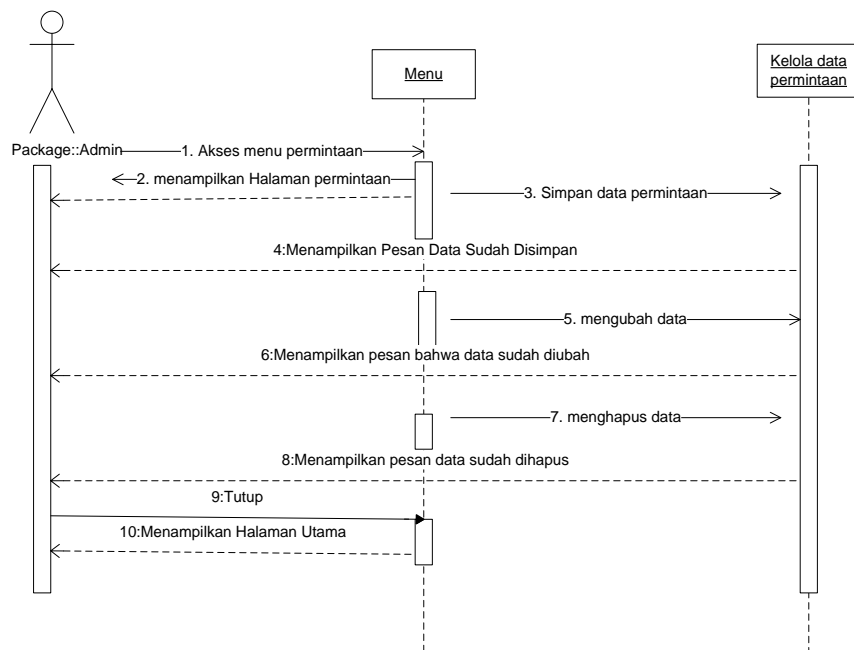 Menu
Kelola data
permintaan
Package::Admin
1. Akses menu permintaan
2. menampilkan Halaman permintaan
3. Simpan data permintaan
4:Menampilkan Pesan Data Sudah Disimpan
5. mengubah data
6:Menampilkan pesan bahwa data sudah diubah
7. menghapus data
8:Menampilkan pesan data sudah dihapus
9:Tutup
10:Menampilkan Halaman Utama